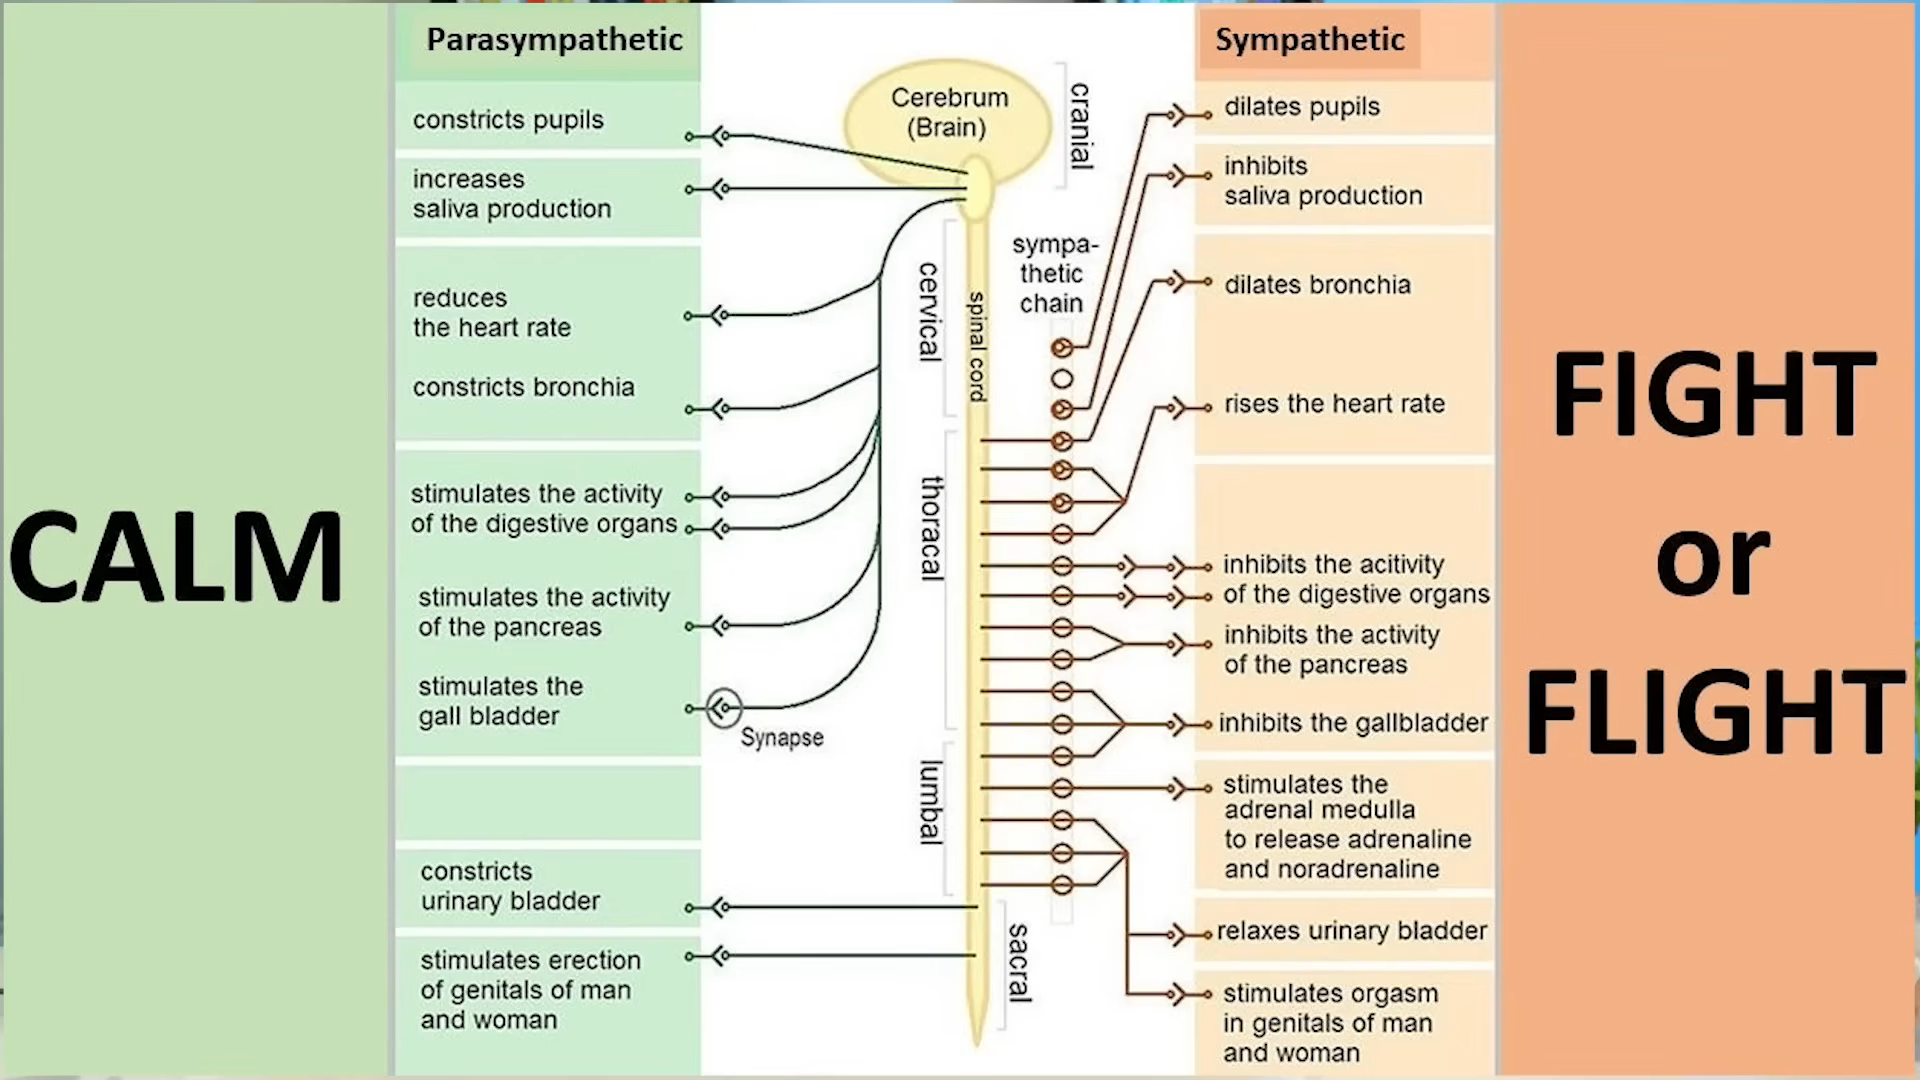 CALM
Parasympathetic
constricts pupils
increases
saliva production
reduces
the heart rate
constricts bronchia
stimulates the activity
of the digestive organs
stimulates the activity
of the pancreas
stimulates the
gall bladder
constricts
urinary bladder
stimulates erection
of genitals of man
and woman
Synapse
Cerebrum
(Brain)
cranial
cervical
spinal cord
thoracal
lumbal
sacral
sympa-
thetic
chain
Sympathetic
dilates pupils
inhibits
saliva production
dilates bronchia
rises the heart rate
inhibits the acitivity
of the digestive organs
inhibits the activity
of the pancreas
inhibits the gallbladder
stimulates the
adrenal medulla
to release adrenaline
and noradrenaline
relaxes urinary bladder
stimulates orgasm
in genitals of man
and woman
FIGHT
or
FLIGHT